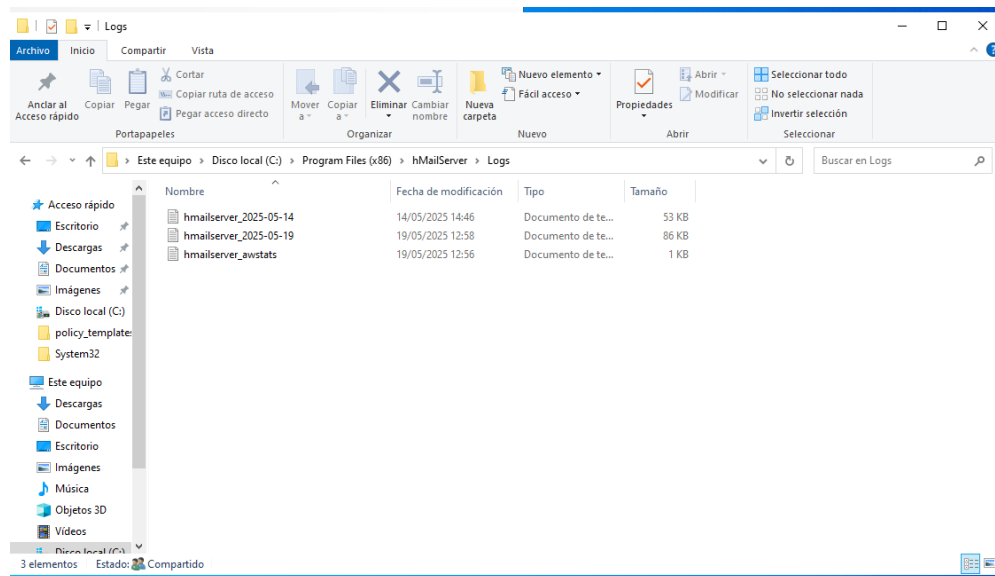 Logs
Archivo Inicio Compartir Vista
Anclar al Acceso rápido
Copiar
Pegar
Cortar
Copiar ruta de acceso
Pegar acceso directo
Portapapeles
Mover a
Copiar a
Eliminar
Cambiar nombre
Organizar
Nueva carpeta
Nuevo elemento
Fácil acceso
Nuevo
Propiedades
Abrir
Modificar
Abrir
Seleccionar todo
No seleccionar nada
Invertir selección
Seleccionar
Este equipo > Disco local (C:) > Program Files (x86) > hMailServer > Logs
Buscar en Logs
Acceso rápido
Escritorio
Descargas
Documentos
Imágenes
Disco local (C:)
policy_templates
System32
Este equipo
Descargas
Documentos
Escritorio
Imágenes
Música
Objetos 3D
Vídeos
Disco local (C:)
Nombre Fecha de modificación Tipo Tamaño
hmailserver_2025-05-14 14/05/2025 14:46 Documento de te... 53 KB
hmailserver_2025-05-19 19/05/2025 12:58 Documento de te... 86 KB
hmailserver_awstats 19/05/2025 12:56 Documento de te... 1 KB
3 elementos Estado: Compartido